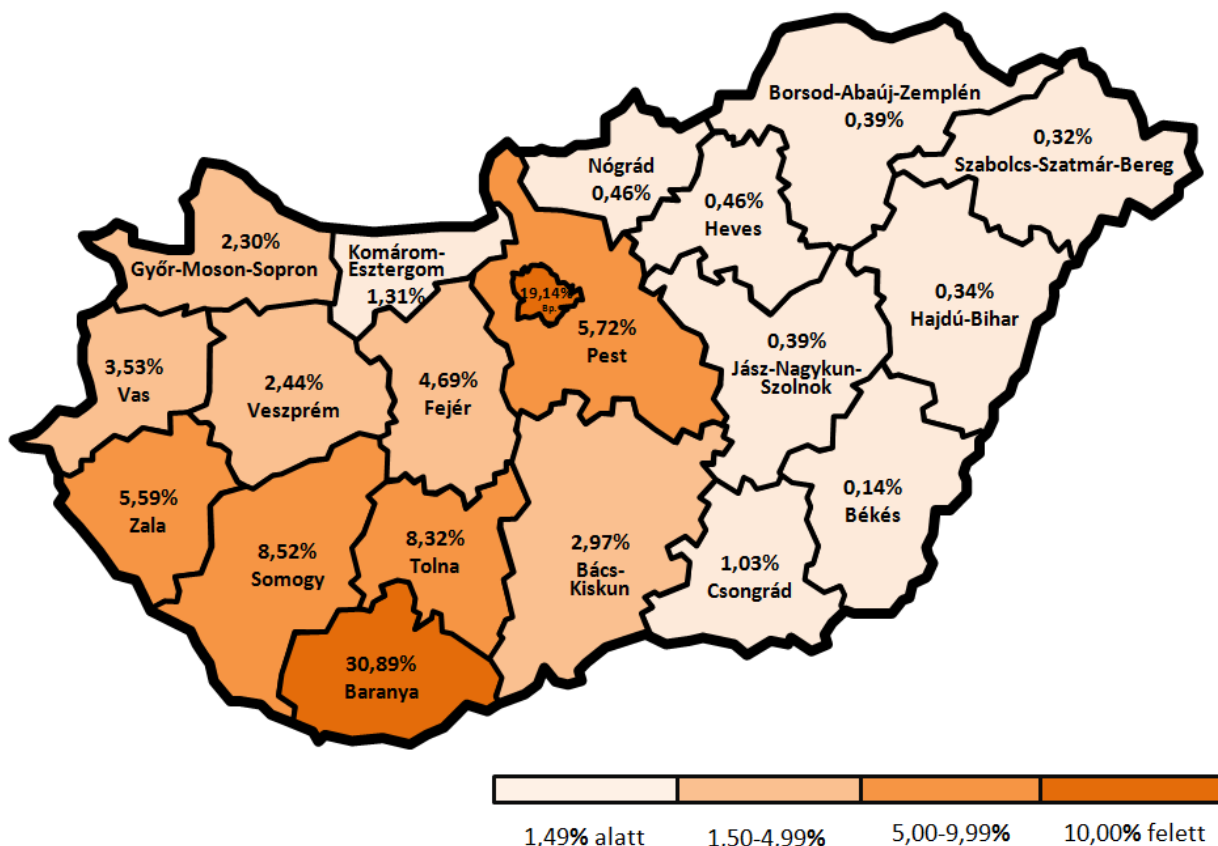 Borsod-Abaúj-Zemplén
0,39%
0,32%
Szabolcs-Szatmár-Bereg
Nógrád
0,46%
0,46%
Heves
2,30%
Győr-Moson-Sopron
Komárom-
Esztergom
1,31%
19,14%
Bp.
5,72%
Pest
0,34%
Hajdú-Bihar
0,39%
Jász-Nagykun-
Szolnok
3,53%
Vas
2,44%
Veszprém
4,69%
Fejér
5,59%
Zala
8,52%
Somogy
8,32%
Tolna
2,97%
Bács-
Kiskun
0,14%
Békés
1,03%
Csongrád
30,89%
Baranya
1,49% alatt
1.50-4,99%
5,00-9,99%
10,00% felett